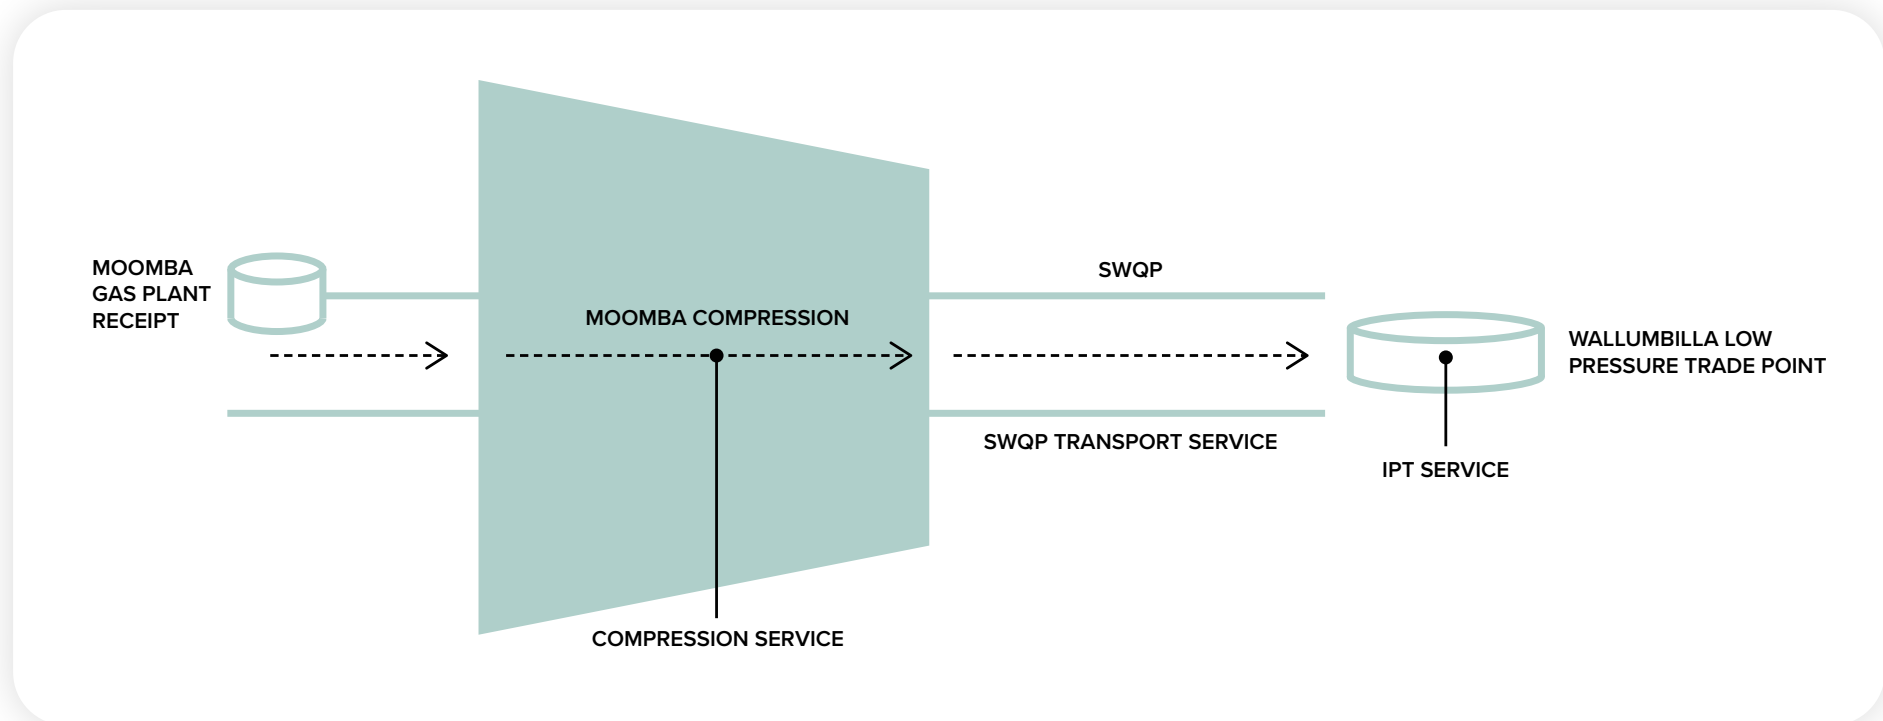 MOOMBA
GAS PLANT
RECEIPT
MOOMBA COMPRESSION
COMPRESSION SERVICE
SWQP
SWQP TRANSPORT SERVICE
WALLUMBILLA LOW
PRESSURE TRADE POINT
IPT SERVICE